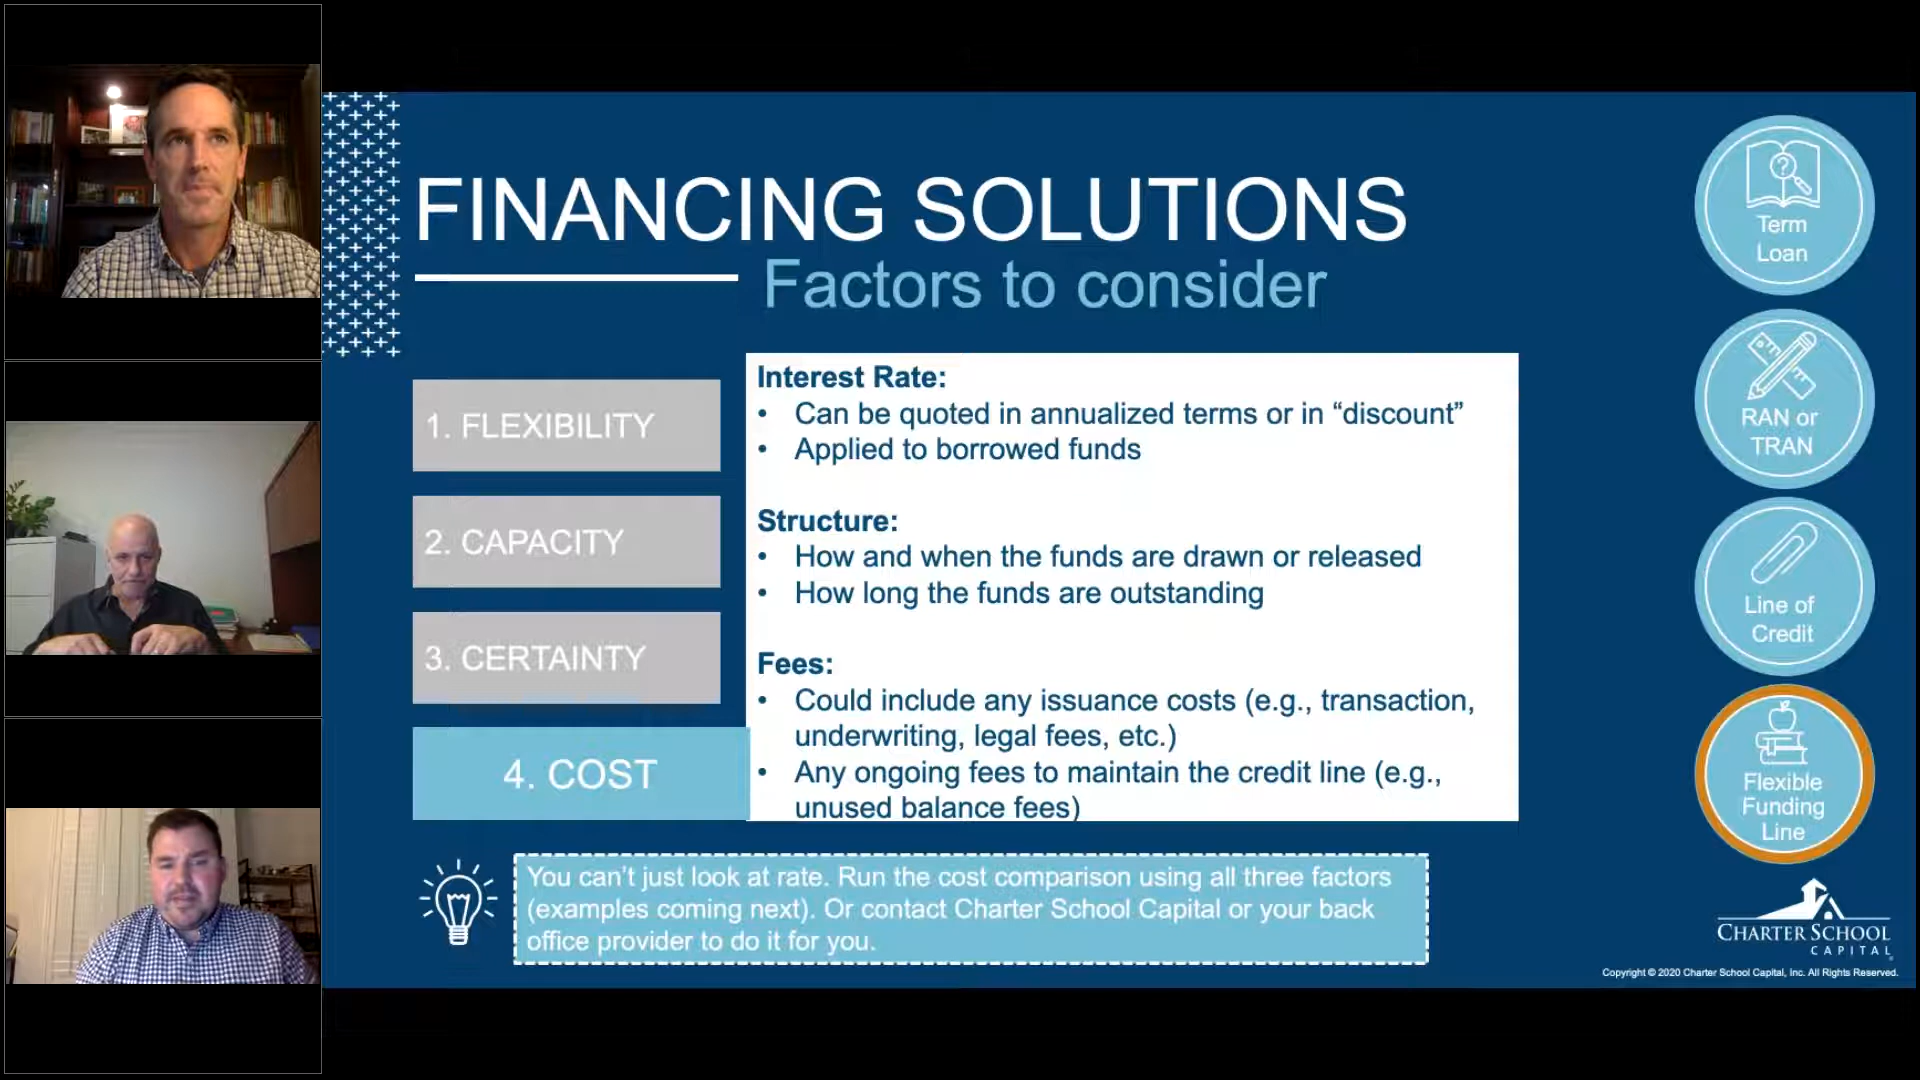 FINANCING SOLUTIONS
Factors to consider
1. FLEXIBILITY
2. CAPACITY
3. CERTAINTY
4. COST
Interest Rate:
• Can be quoted in annualized terms or in “discount”
• Applied to borrowed funds
Structure:
• How and when the funds are drawn or released
• How long the funds are outstanding
Fees:
• Could include any issuance costs (e.g., transaction,
underwriting, legal fees, etc.)
• Any ongoing fees to maintain the credit line (e.g.,
unused balance fees)
You can't just look at rate. Run the cost comparison using all three factors
(examples coming next). Or contact Charter School Capital or your back
office provider to do it for you.
?
Term
Loan
RAN or
TRAN
Line of
Credit
Flexible
Funding
Line
CHARTER SCHOOL
CAPITAL
Copyright © 2020 Charter School Capital, Inc. All Rights Reserved.